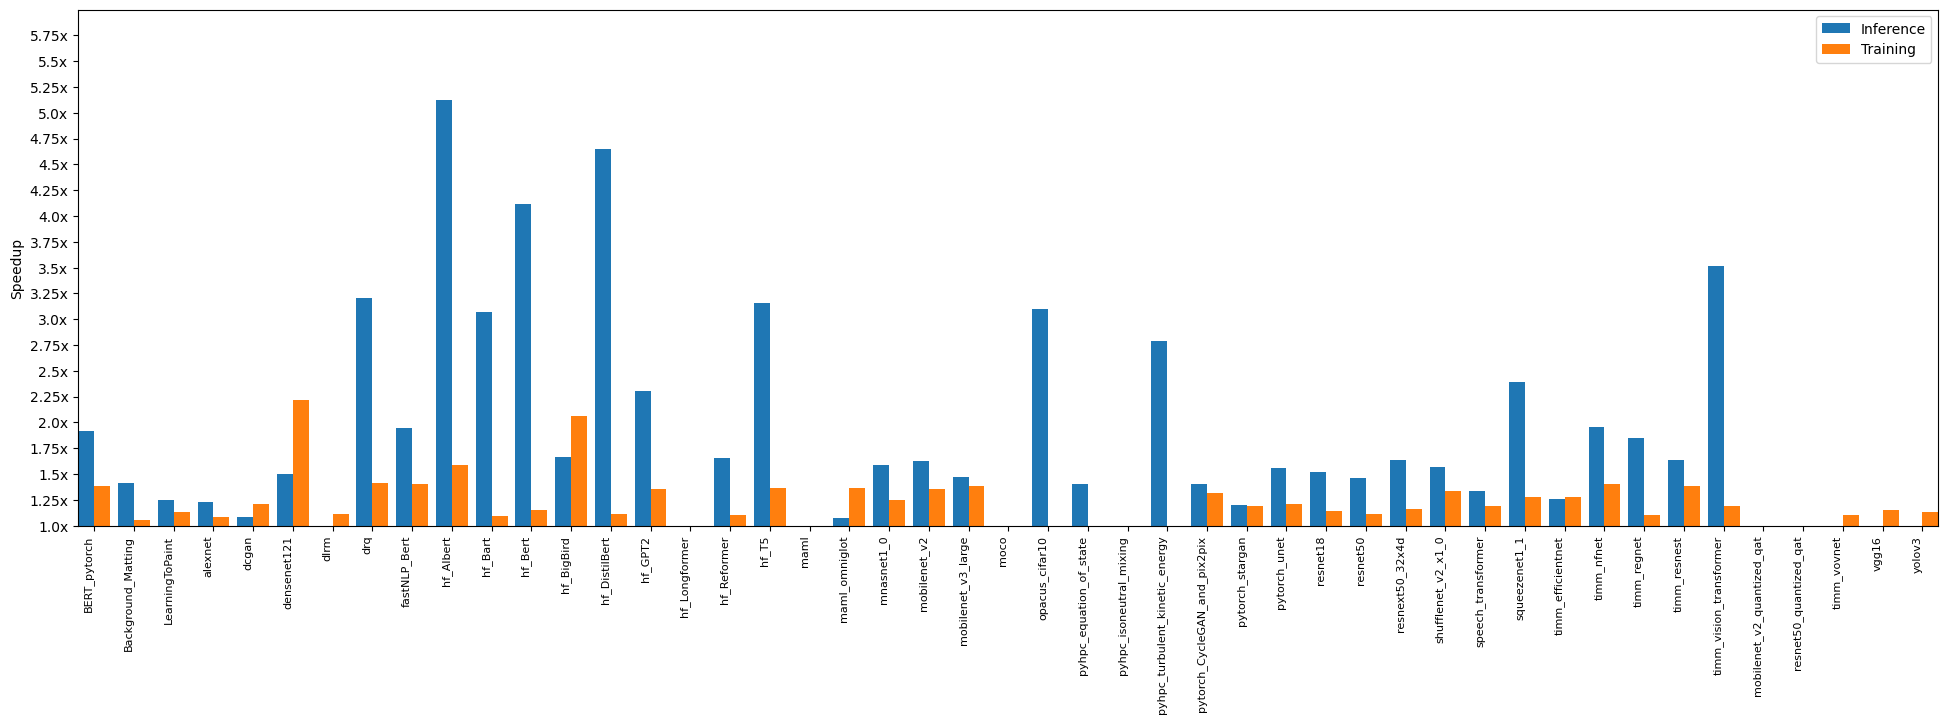 Inference
Training
5.75x
5.5x
5.25x
5.0x
4.75x
4.5x
4.25x
4.0x
3.75x
3.5x
3.25x
3.0x
2.75x
2.5x
2.25x
2.0x
1.75x
1.5x
1.25x
1.0x
Speedup
BERT_pytorch
Background_Matting
LearningToPaint
alexnet
dcgan
densenet121
dlrm
drq
fastNLP_Bert
hf_Albert
hf_Bart
hf_Bert
hf_BigBird
hf_DistilBert
hf_GPT2
hf_Longformer
hf_Reformer
hf_T5
maml
maml_omniglot
mnasnet1_0
mobilenet_v2
mobilenet_v3_large
moco
opacus_cifar10
pyhpc_equation_of_state
pyhpc_isoneutral_mixing
pyhpc_turbulent_kinetic_energy
pytorch_CycleGAN_and_pix2pix
pytorch_stargan
pytorch_unet
resnet18
resnet50
resnext50_32x4d
shufflenet_v2_x1_0
speech_transformer
squeezenet1_1
timm_efficientnet
timm_nfnet
timm_regnet
timm_resnest
timm_vision_transformer
mobilenet_v2_quantized_qat
resnet50_quantized_qat
timm_vovnet
vgg16
yolov3